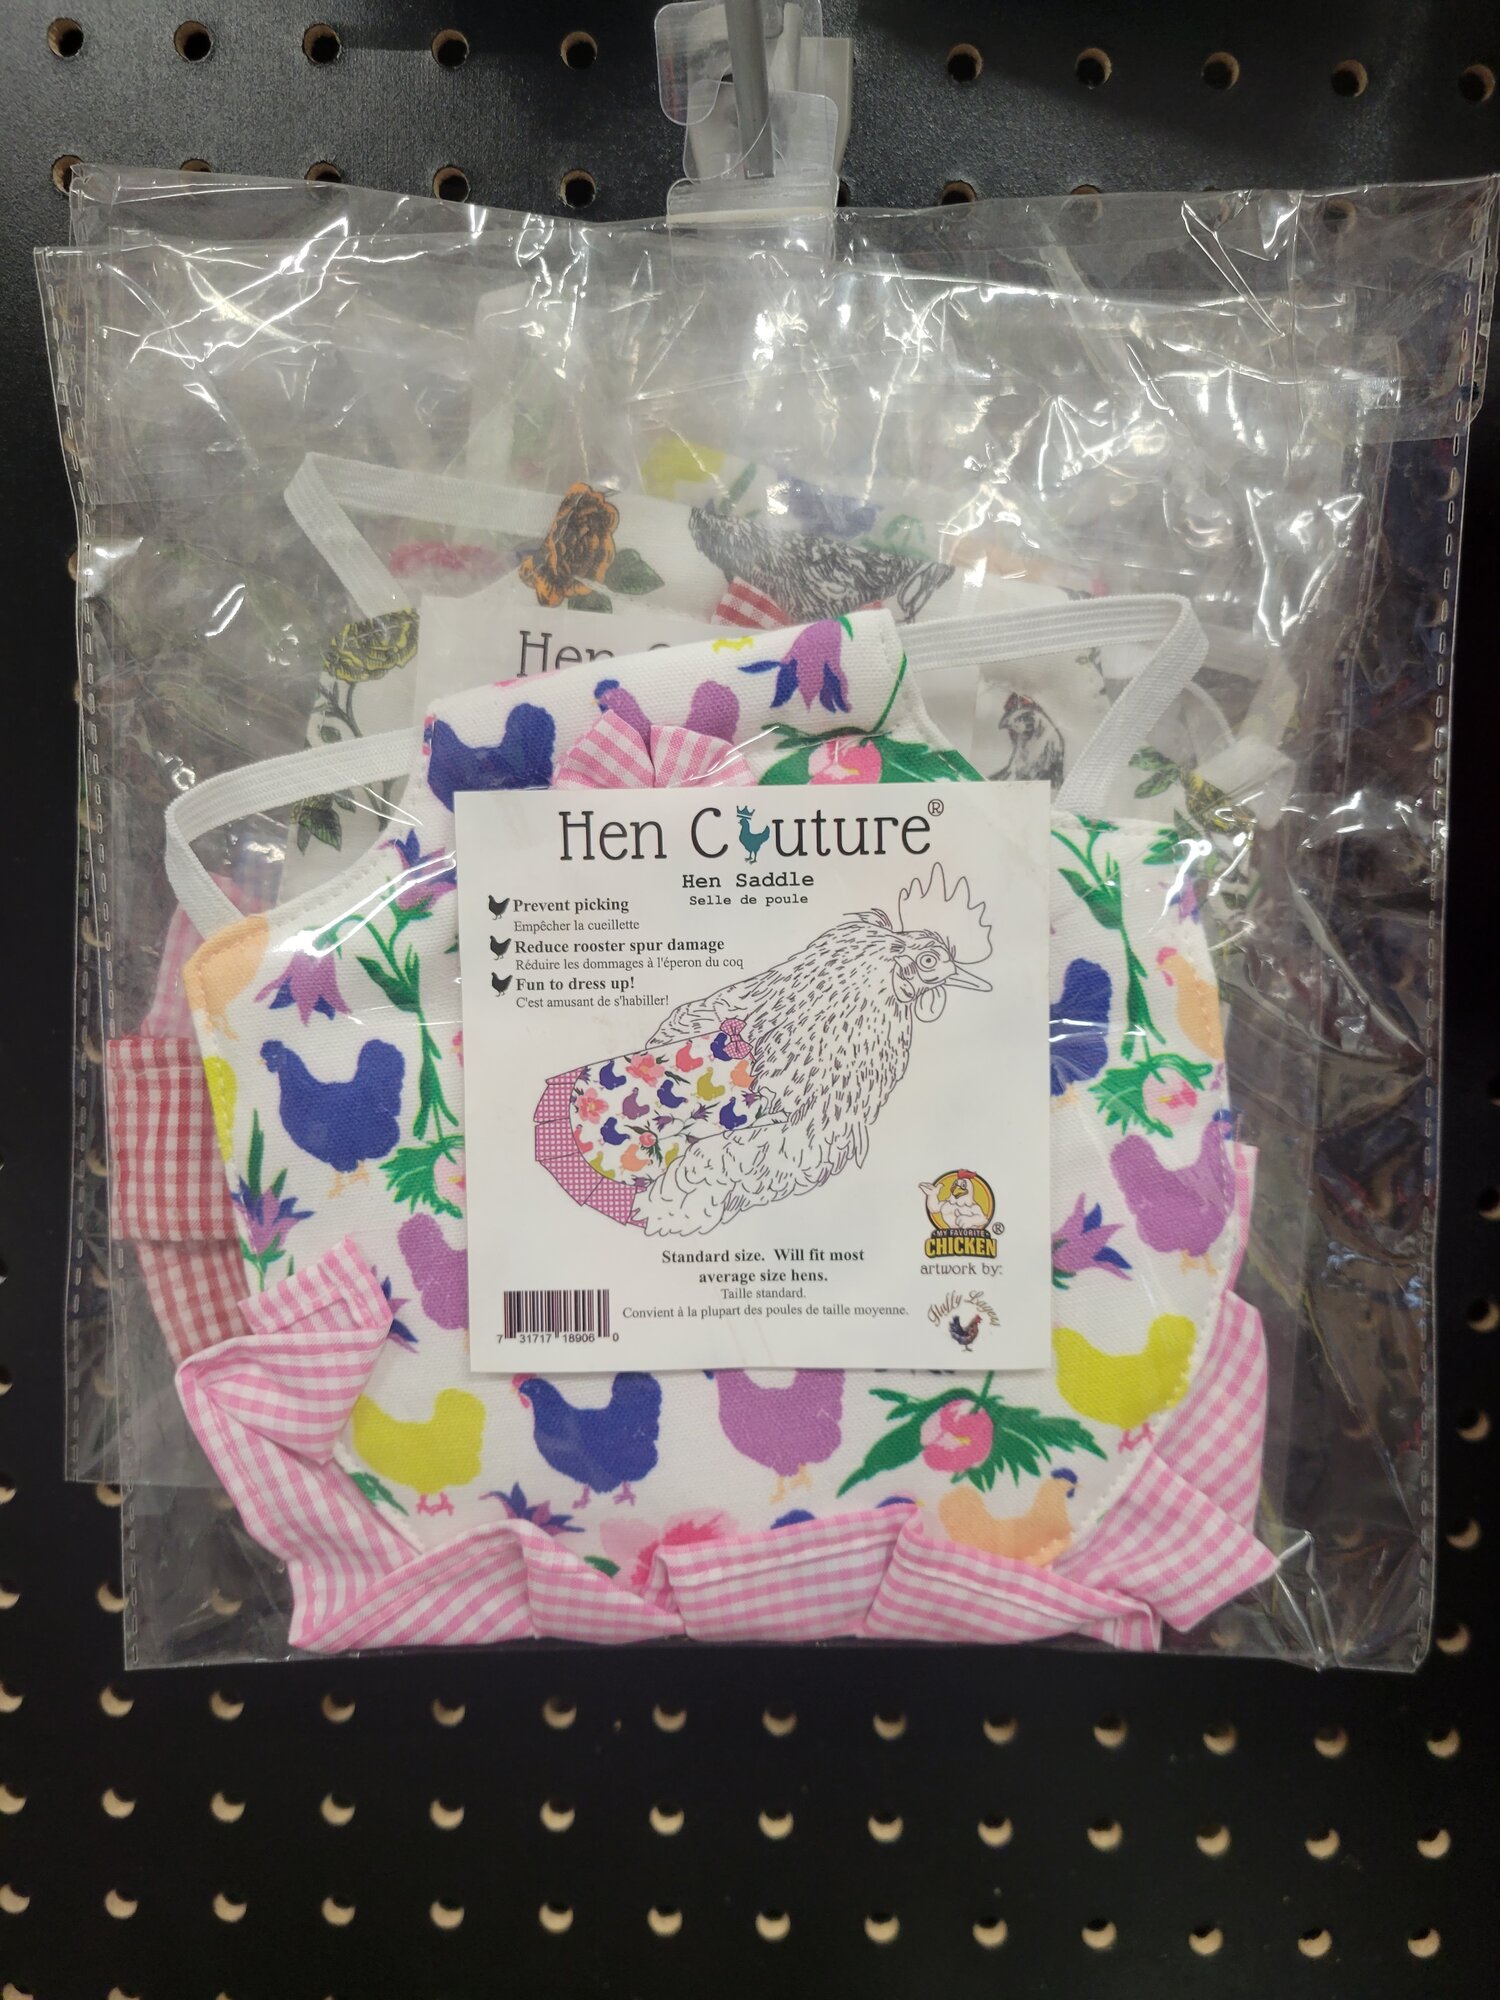 Hen
Hen Couture®
Hen Saddle
Selle de poule
Prevent picking
Empêcher la cueillette
Reduce rooster spur damage
Réduire les dommages à l'éperon du coq
Fun to dress up!
C'est amusant de s'habiller!
MY FAVORITE
CHICKEN®
artwork by:
Fluffy Layers
Standard size. Will fit most
average size hens.
Taille standard.
Convient à la plupart des poules de taille moyenne.
7 31717 18906 0